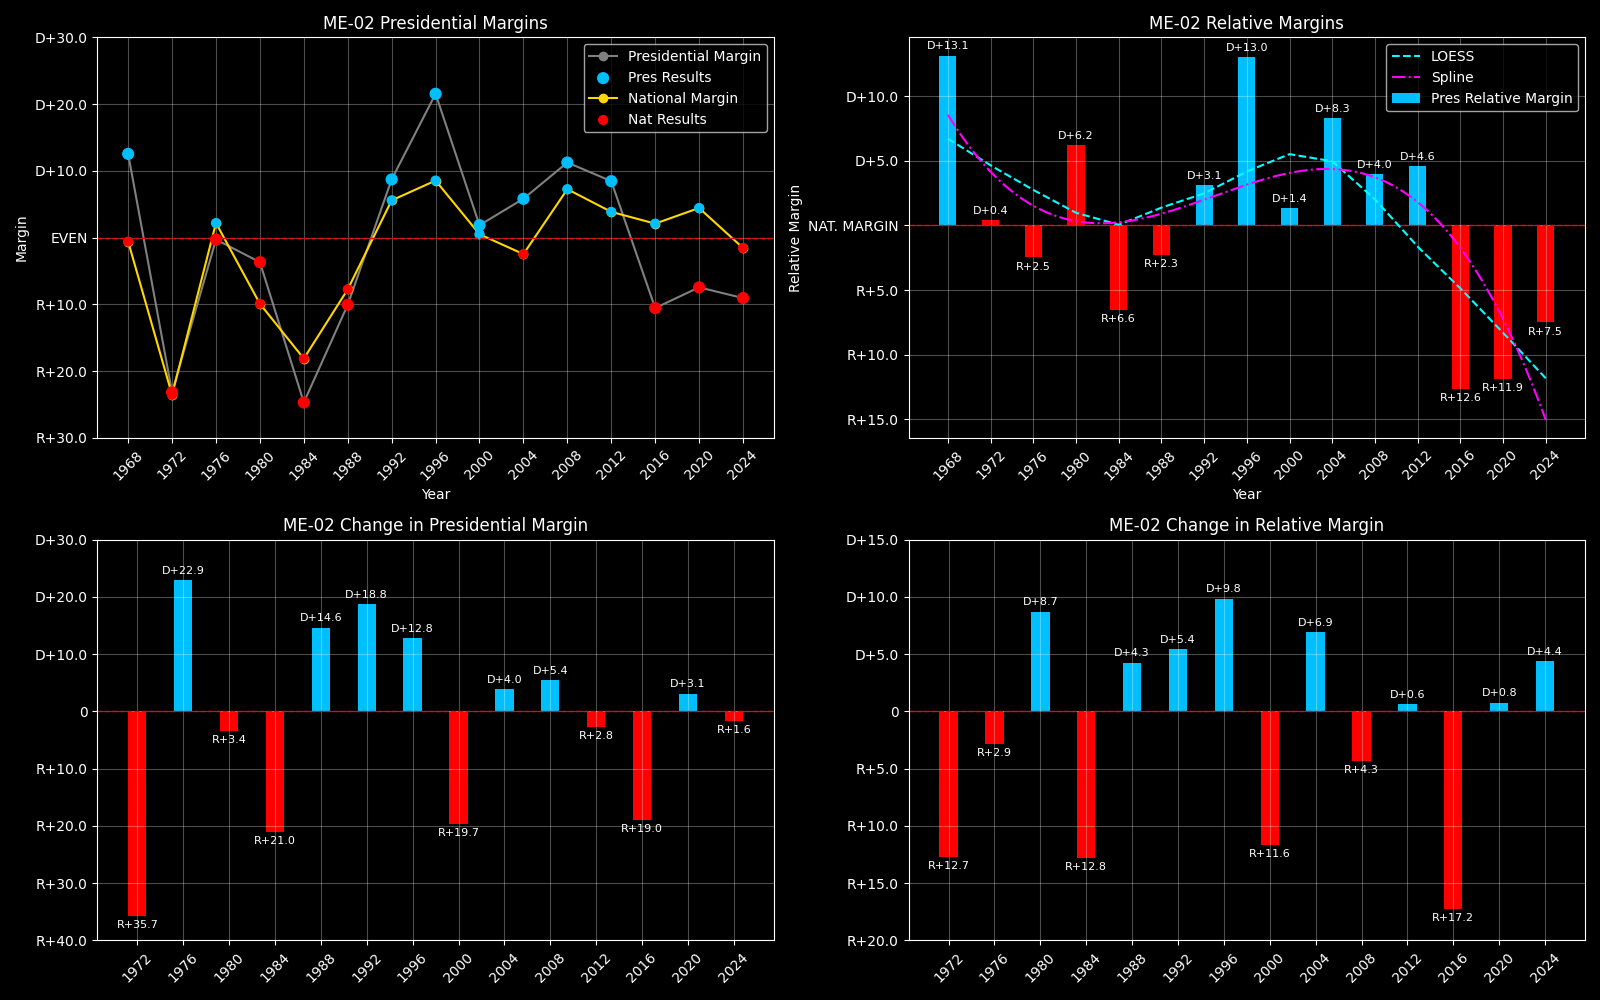 ME-02 Presidential Margins
D+30.0
D+20.0
D+10.0
EVEN
R+10.0
R+20.0
R+30.0
Margin
Presidential Margin
Pres Results
National Margin
Nat Results
1968
1972
1976
1980
1984
1988
1992
1996
2000
2004
2008
2012
2016
2020
2024
Year
ME-02 Relative Margins
D+10.0
D+5.0
NAT. MARGIN
R+5.0
R+10.0
R+15.0
Relative Margin
LOESS
Spline
Pres Relative Margin
D+13.1
D+0.4
R+2.5
D+6.2
R+6.6
R+2.3
D+3.1
D+13.0
D+1.4
D+8.3
D+4.0
D+4.6
R+12.6
R+11.9
R+7.5
1968
1972
1976
1980
1984
1988
1992
1996
2000
2004
2008
2012
2016
2020
2024
Year
ME-02 Change in Presidential Margin
D+30.0
D+20.0
D+10.0
0
R+10.0
R+20.0
R+30.0
R+40.0
R+35.7
D+22.9
R+3.4
R+21.0
D+14.6
D+18.8
D+12.8
R+19.7
D+4.0
D+5.4
R+2.8
R+19.0
D+3.1
R+1.6
1972
1976
1980
1984
1988
1992
1996
2000
2004
2008
2012
2016
2020
2024
ME-02 Change in Relative Margin
D+15.0
D+10.0
D+5.0
0
R+5.0
R+10.0
R+15.0
R+20.0
R+12.7
R+2.9
D+8.7
R+12.8
D+4.3
D+5.4
D+9.8
R+11.6
D+6.9
R+4.3
D+0.6
R+17.2
D+0.8
D+4.4
1972
1976
1980
1984
1988
1992
1996
2000
2004
2008
2012
2016
2020
2024